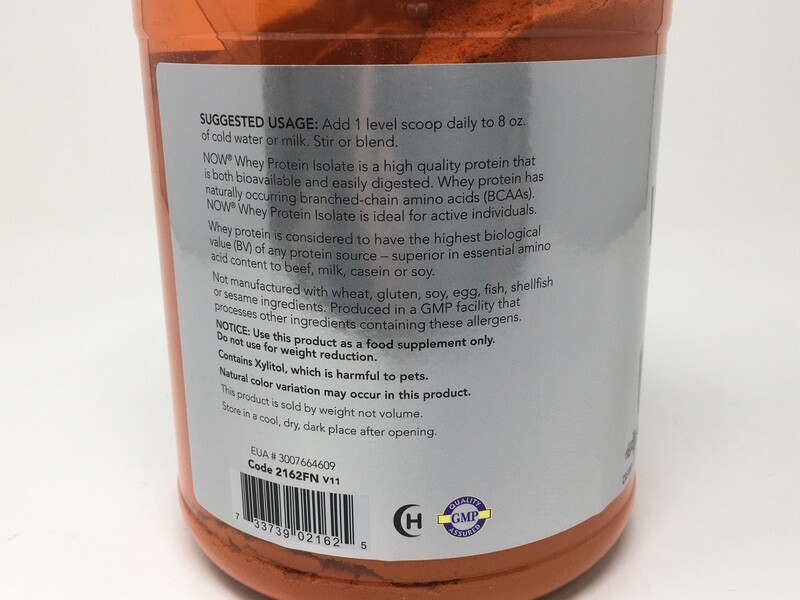 SUGGESTED USAGE: Add 1 level scoop daily to 8 oz.
of cold water or milk. Stir or blend.
NOW® Whey Protein Isolate is a high quality protein that
is both bioavailable and easily digested. Whey protein has
naturally occurring branched-chain amino acids (BCAAs).
NOW® Whey Protein Isolate is ideal for active individuals.
Whey protein is considered to have the highest biological
value (BV) of any protein source – superior in essential amino
acid content to beef, milk, casein or soy.
Not manufactured with wheat, gluten, soy, egg, fish, shellfish
or sesame ingredients. Produced in a GMP facility that
processes other ingredients containing these allergens.
NOTICE: Use this product as a food supplement only.
Do not use for weight reduction.
Contains Xylitol, which is harmful to pets.
Natural color variation may occur in this product.
This product is sold by weight not volume.
Store in a cool, dry, dark place after opening.
EUA # 3007664609
Code 2162FN V11
7 33739 02162 5
H
QUALITY
GMP
ASSURED